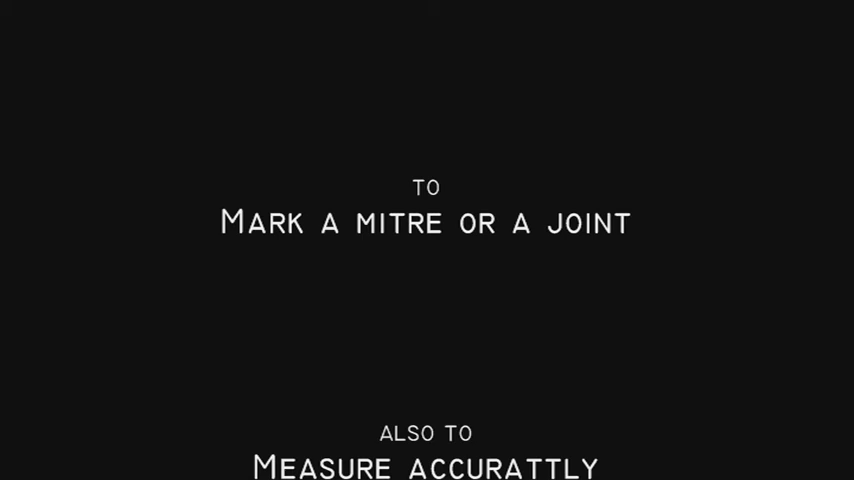 TO
MARK A MITRE OR A JOINT
ALSO TO
MEASURE ACCURATTLY